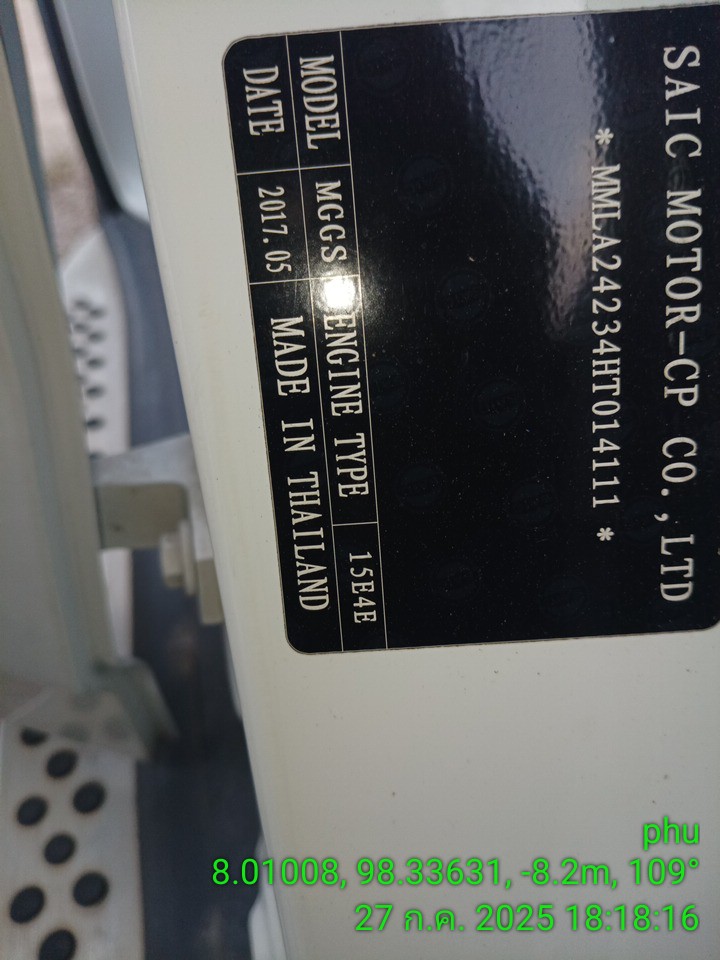 SAIC MOTOR-CP CO.,LTD
* MMLA24234HT014111 *
MODEL MGGS ENGINE TYPE 15E4E
DATE 2017.05 MADE IN THAILAND
phu
8.01008, 98.33631, -8.2m, 109°
27 ก.ค. 2025 18:18:16